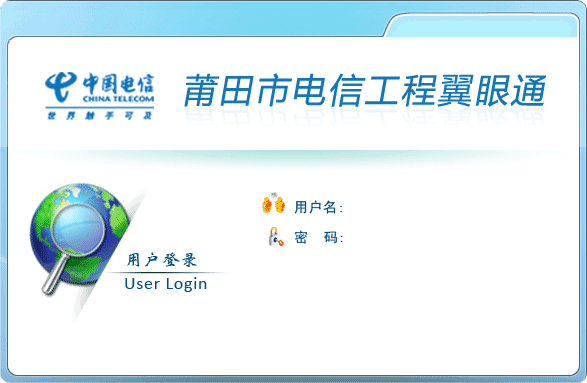 中国电信
CHINA TELECOM
世界触手可及
莆田市电信工程翼眼通
用户名:
密 码:
用户登录
User Login